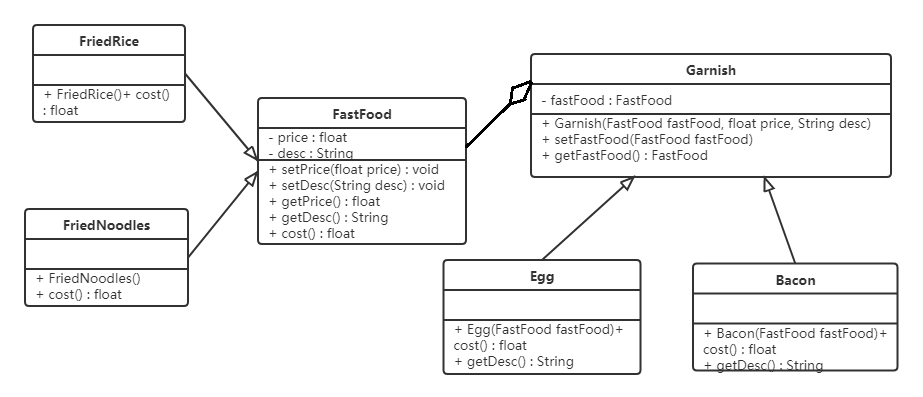 FriedRice
+ FriedRice()+ cost()
: float
FastFood
- price : float
- desc : String
+ setPrice(float price) : void
+ setDesc(String desc) : void
+ getPrice() : float
+ getDesc() : String
+ cost() : float
Garnish
- fastFood : FastFood
+ Garnish(FastFood fastFood, float price, String desc)
+ setFastFood(FastFood fastFood)
+ getFastFood() : FastFood
FriedNoodles
+ FriedNoodles()
+ cost() : float
Egg
+ Egg(FastFood fastFood)+
cost() : float
+ getDesc() : String
Bacon
+ Bacon(FastFood fastFood)+
cost() : float
+ getDesc() : String